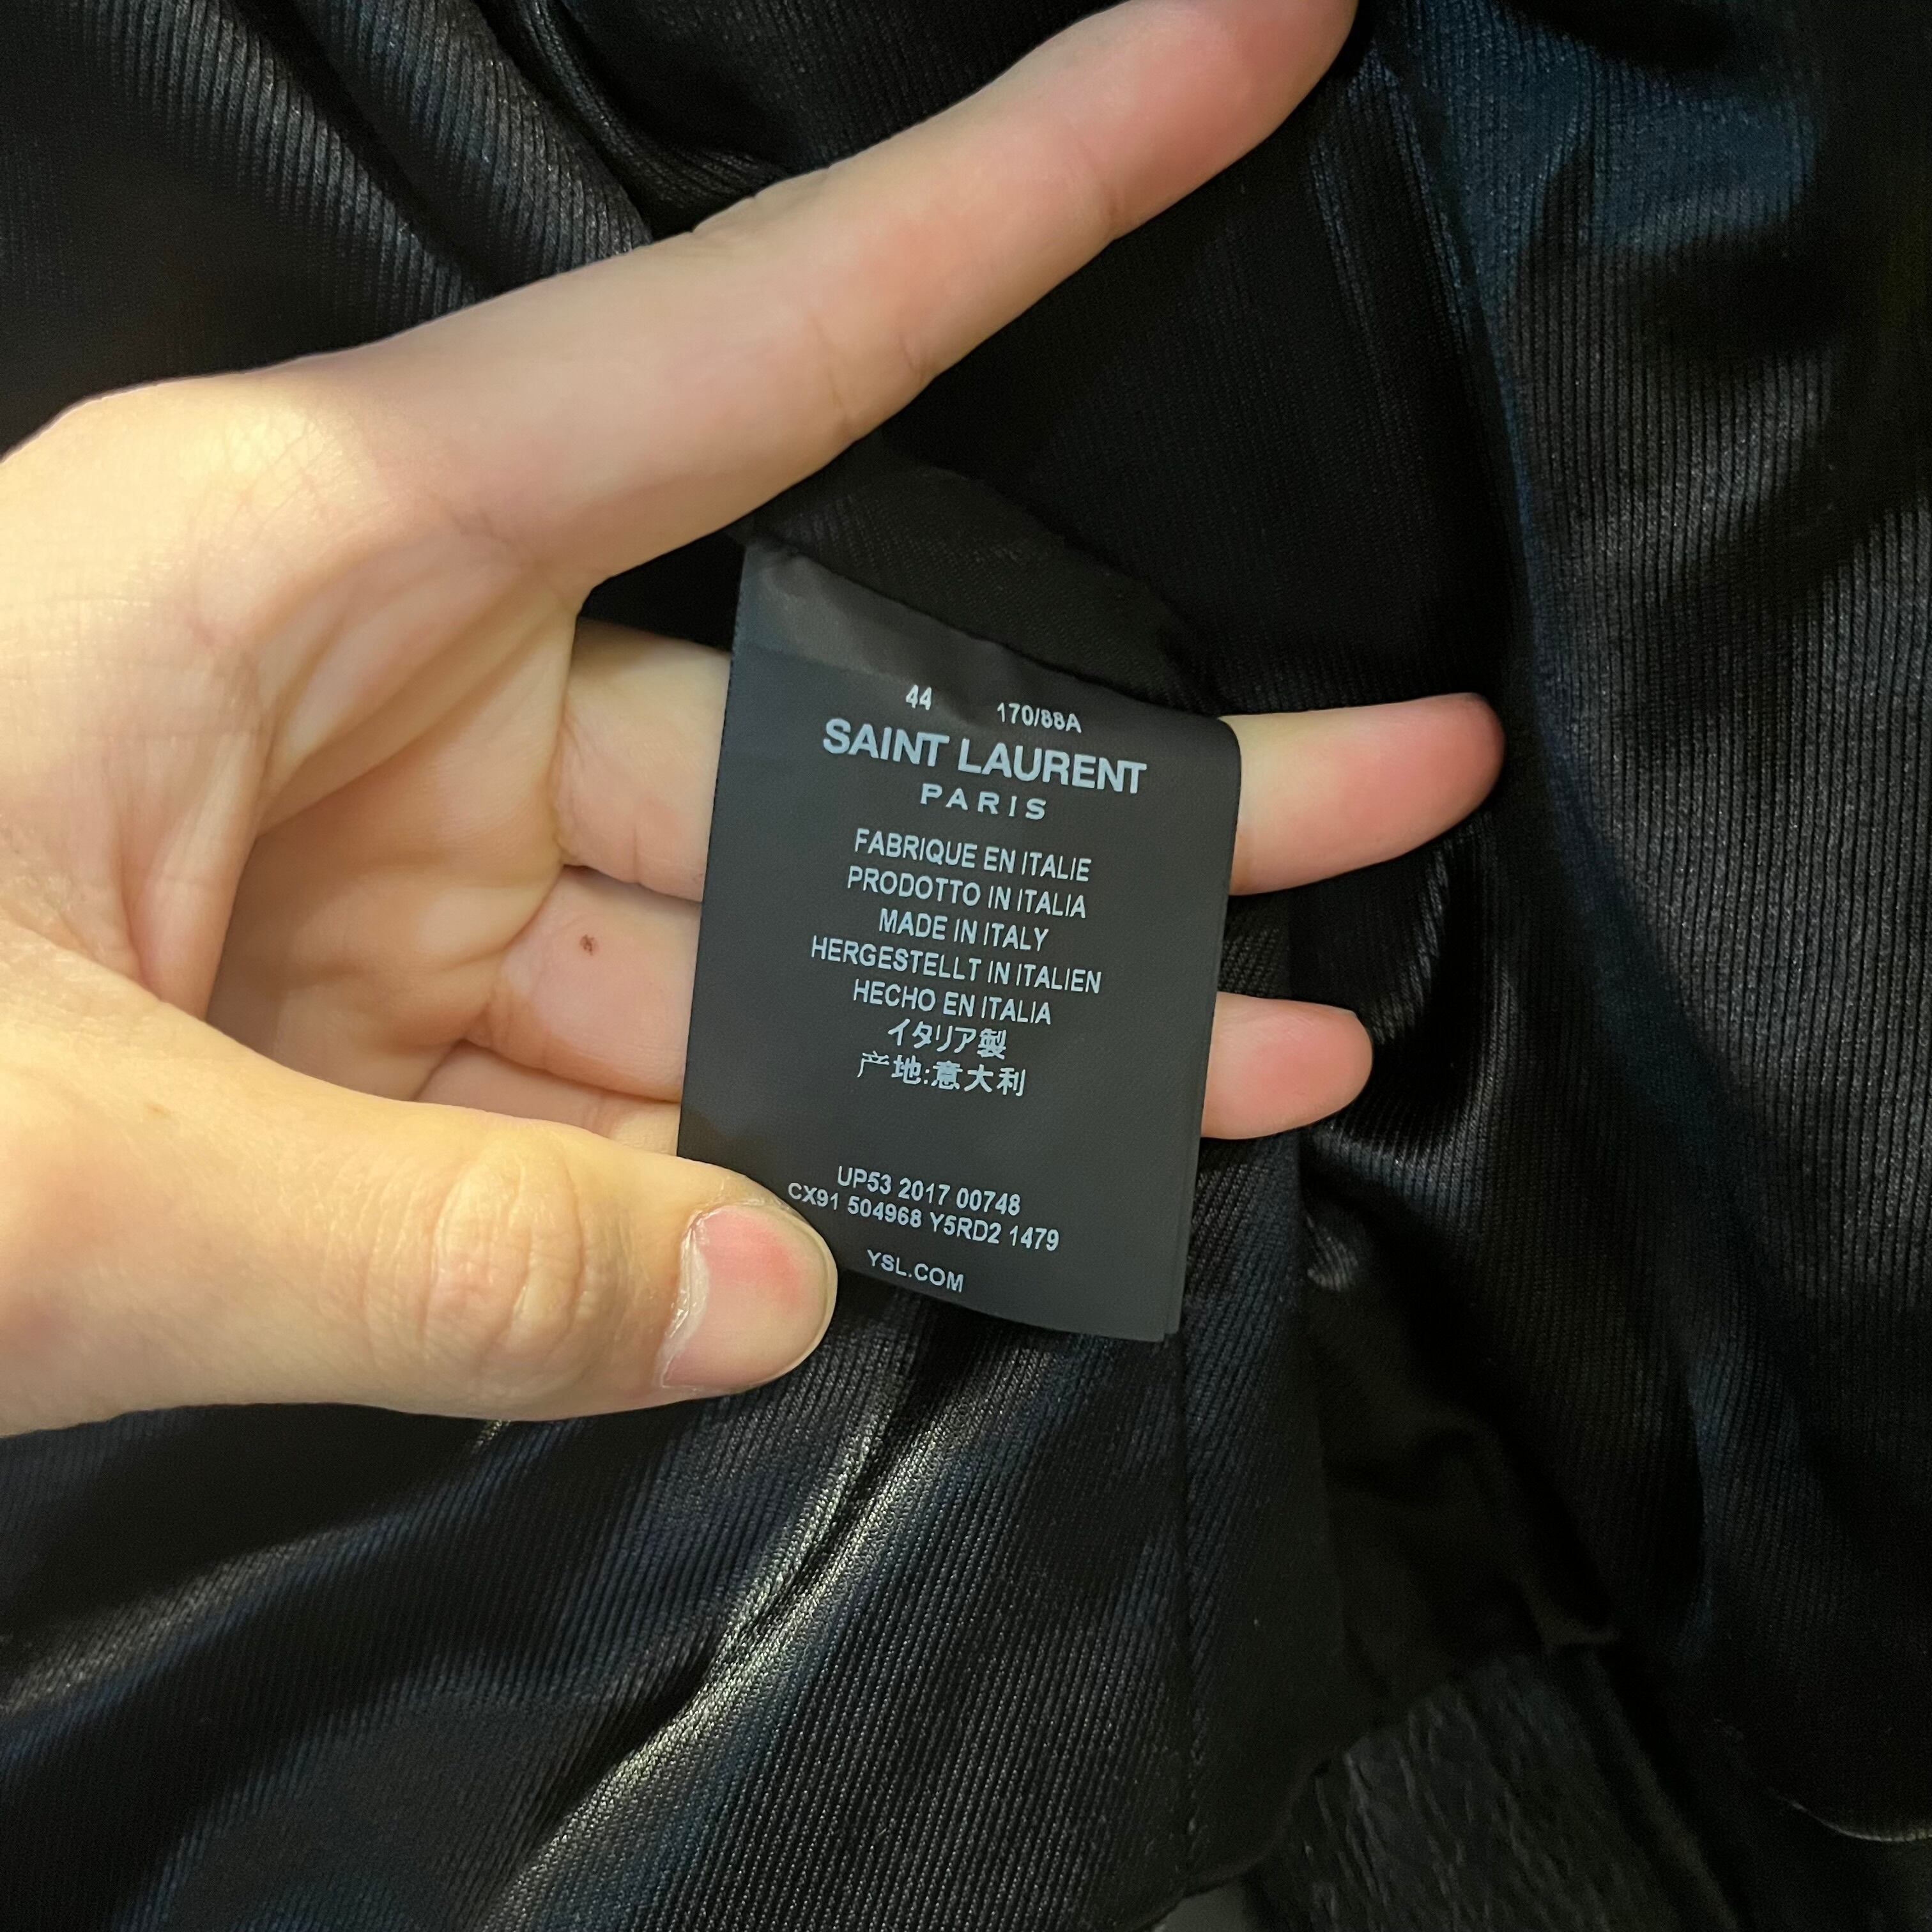 44 170/88A
SAINT LAURENT
PARIS
FABRIQUE EN ITALIE
PRODOTTO IN ITALIA
MADE IN ITALY
HERGESTELLT IN ITALIEN
HECHO EN ITALIA
イタリア製
产地:意大利
UP53 2017 00748
CX91 504968 Y5RD2 1479
YSL.COM